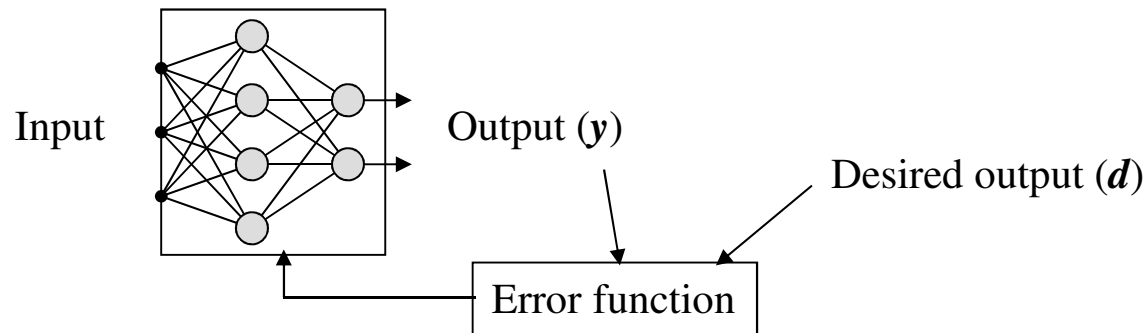 Input
Output (y)
Desired output (d)
Error function